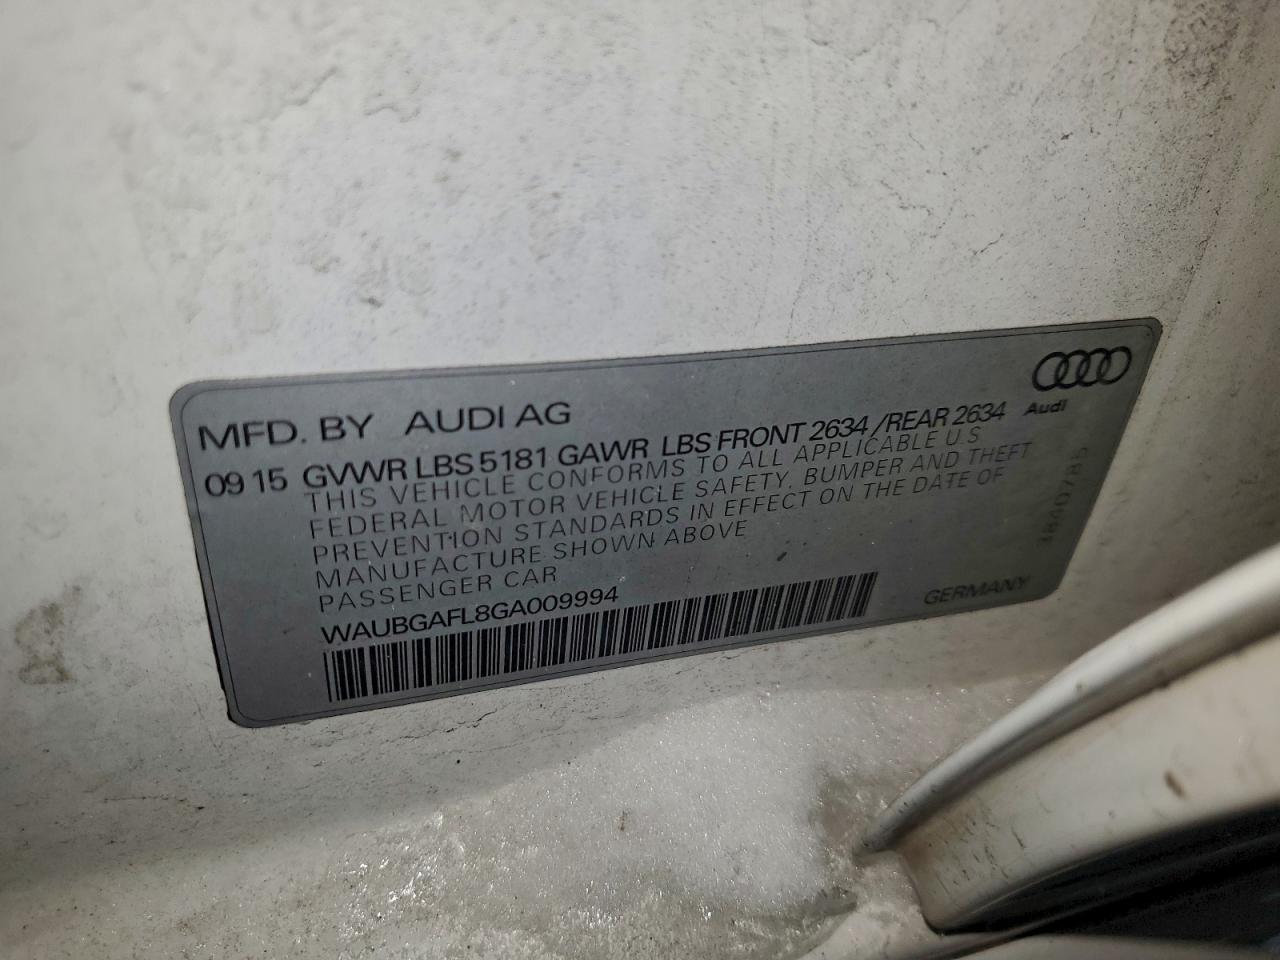 MFD. BY AUDI AG
Audi
09 15 GVWR LBS 5181 GAWR LBS FRONT 2634 / REAR 2634
THIS VEHICLE CONFORMS TO ALL APPLICABLE U.S
FEDERAL MOTOR VEHICLE SAFETY, BUMPER AND THEFT
PREVENTION STANDARDS IN EFFECT ON THE DATE OF
MANUFACTURE SHOWN ABOVE
PASSENGER CAR
WAUBGAFL8GA009994
GERMANY